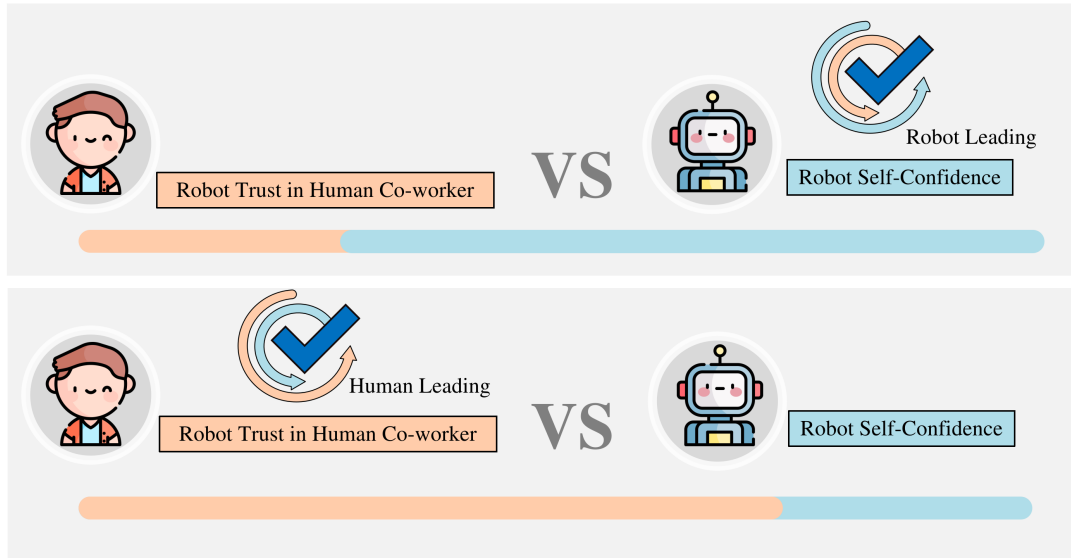 Robot Leading
Robot Trust in Human Co-worker
VS
Robot Self-Confidence
Human Leading
Robot Trust in Human Co-worker
VS
Robot Self-Confidence